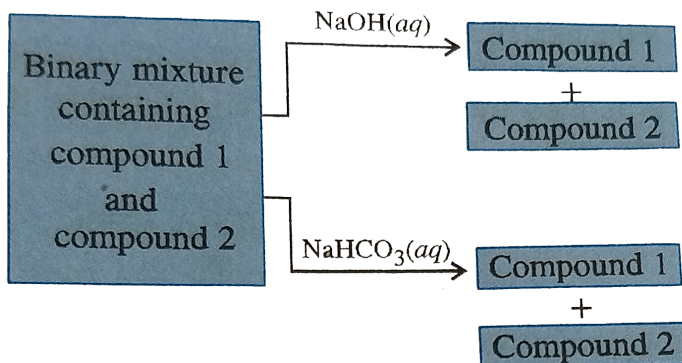 Binary mixture
containing
compound 1
and
compound 2
NaOH(aq)
Compound 1
+
Compound 2
NaHCO₃(aq)
Compound 1
+
Compound 2